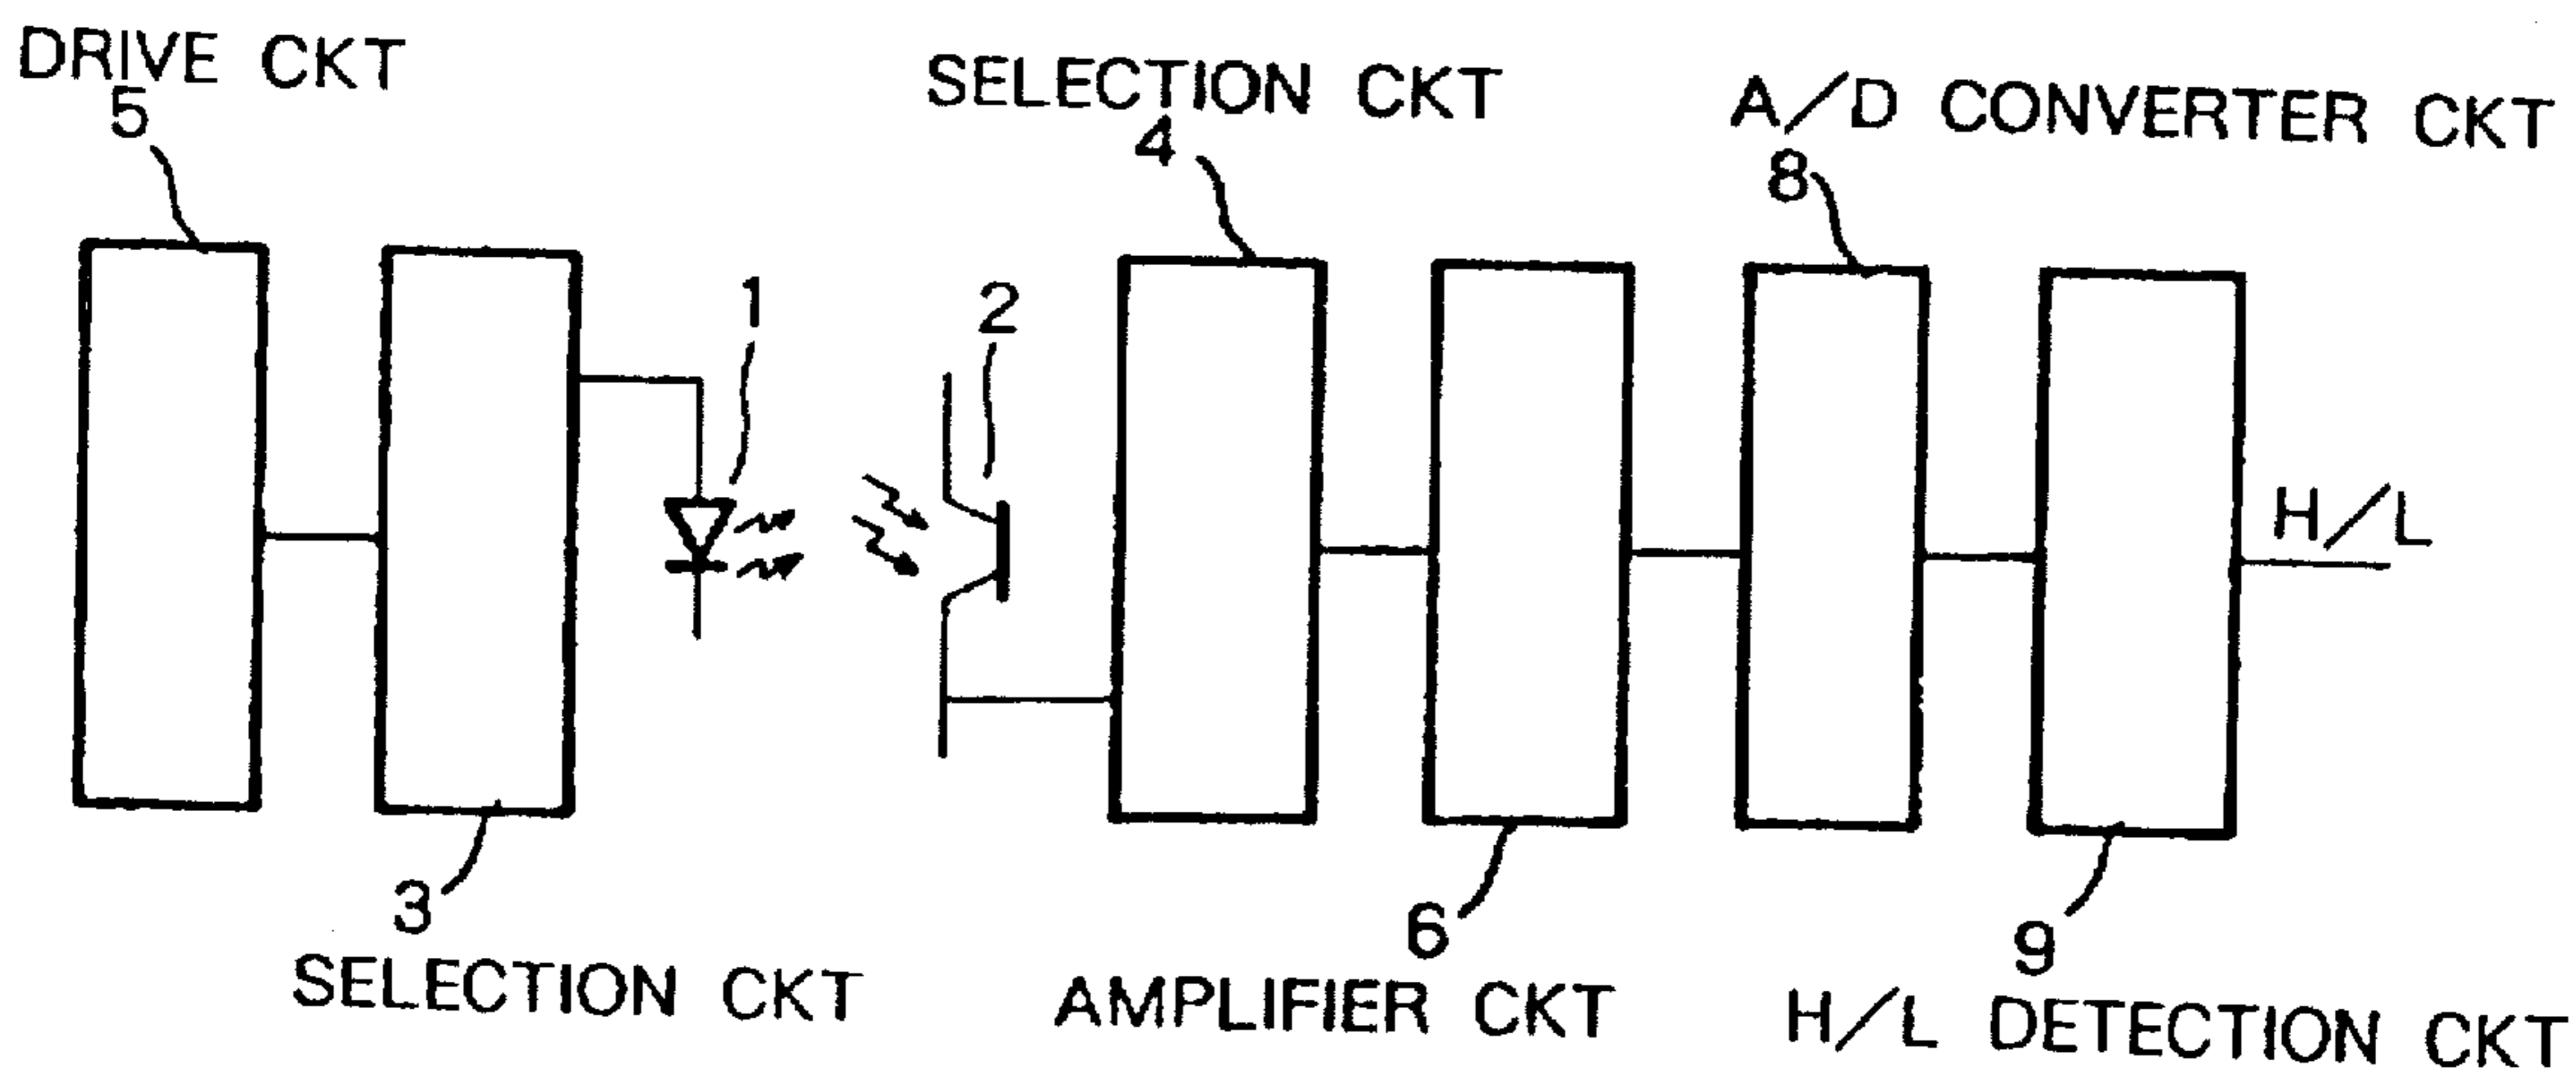 DRIVE CKT
5
SELECTION CKT
4
A/D CONVERTER CKT
8
1
2
H/L
3
SELECTION CKT
6
AMPLIFIER CKT
9
H/L DETECTION CKT